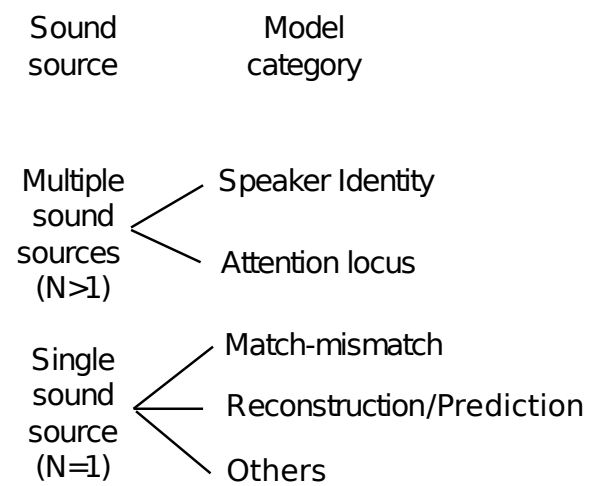 Sound
source
Model
category
Multiple
sound
sources
(N>1)
Speaker Identity
Attention locus
Single
sound
source
(N=1)
Match-mismatch
Reconstruction/Prediction
Others